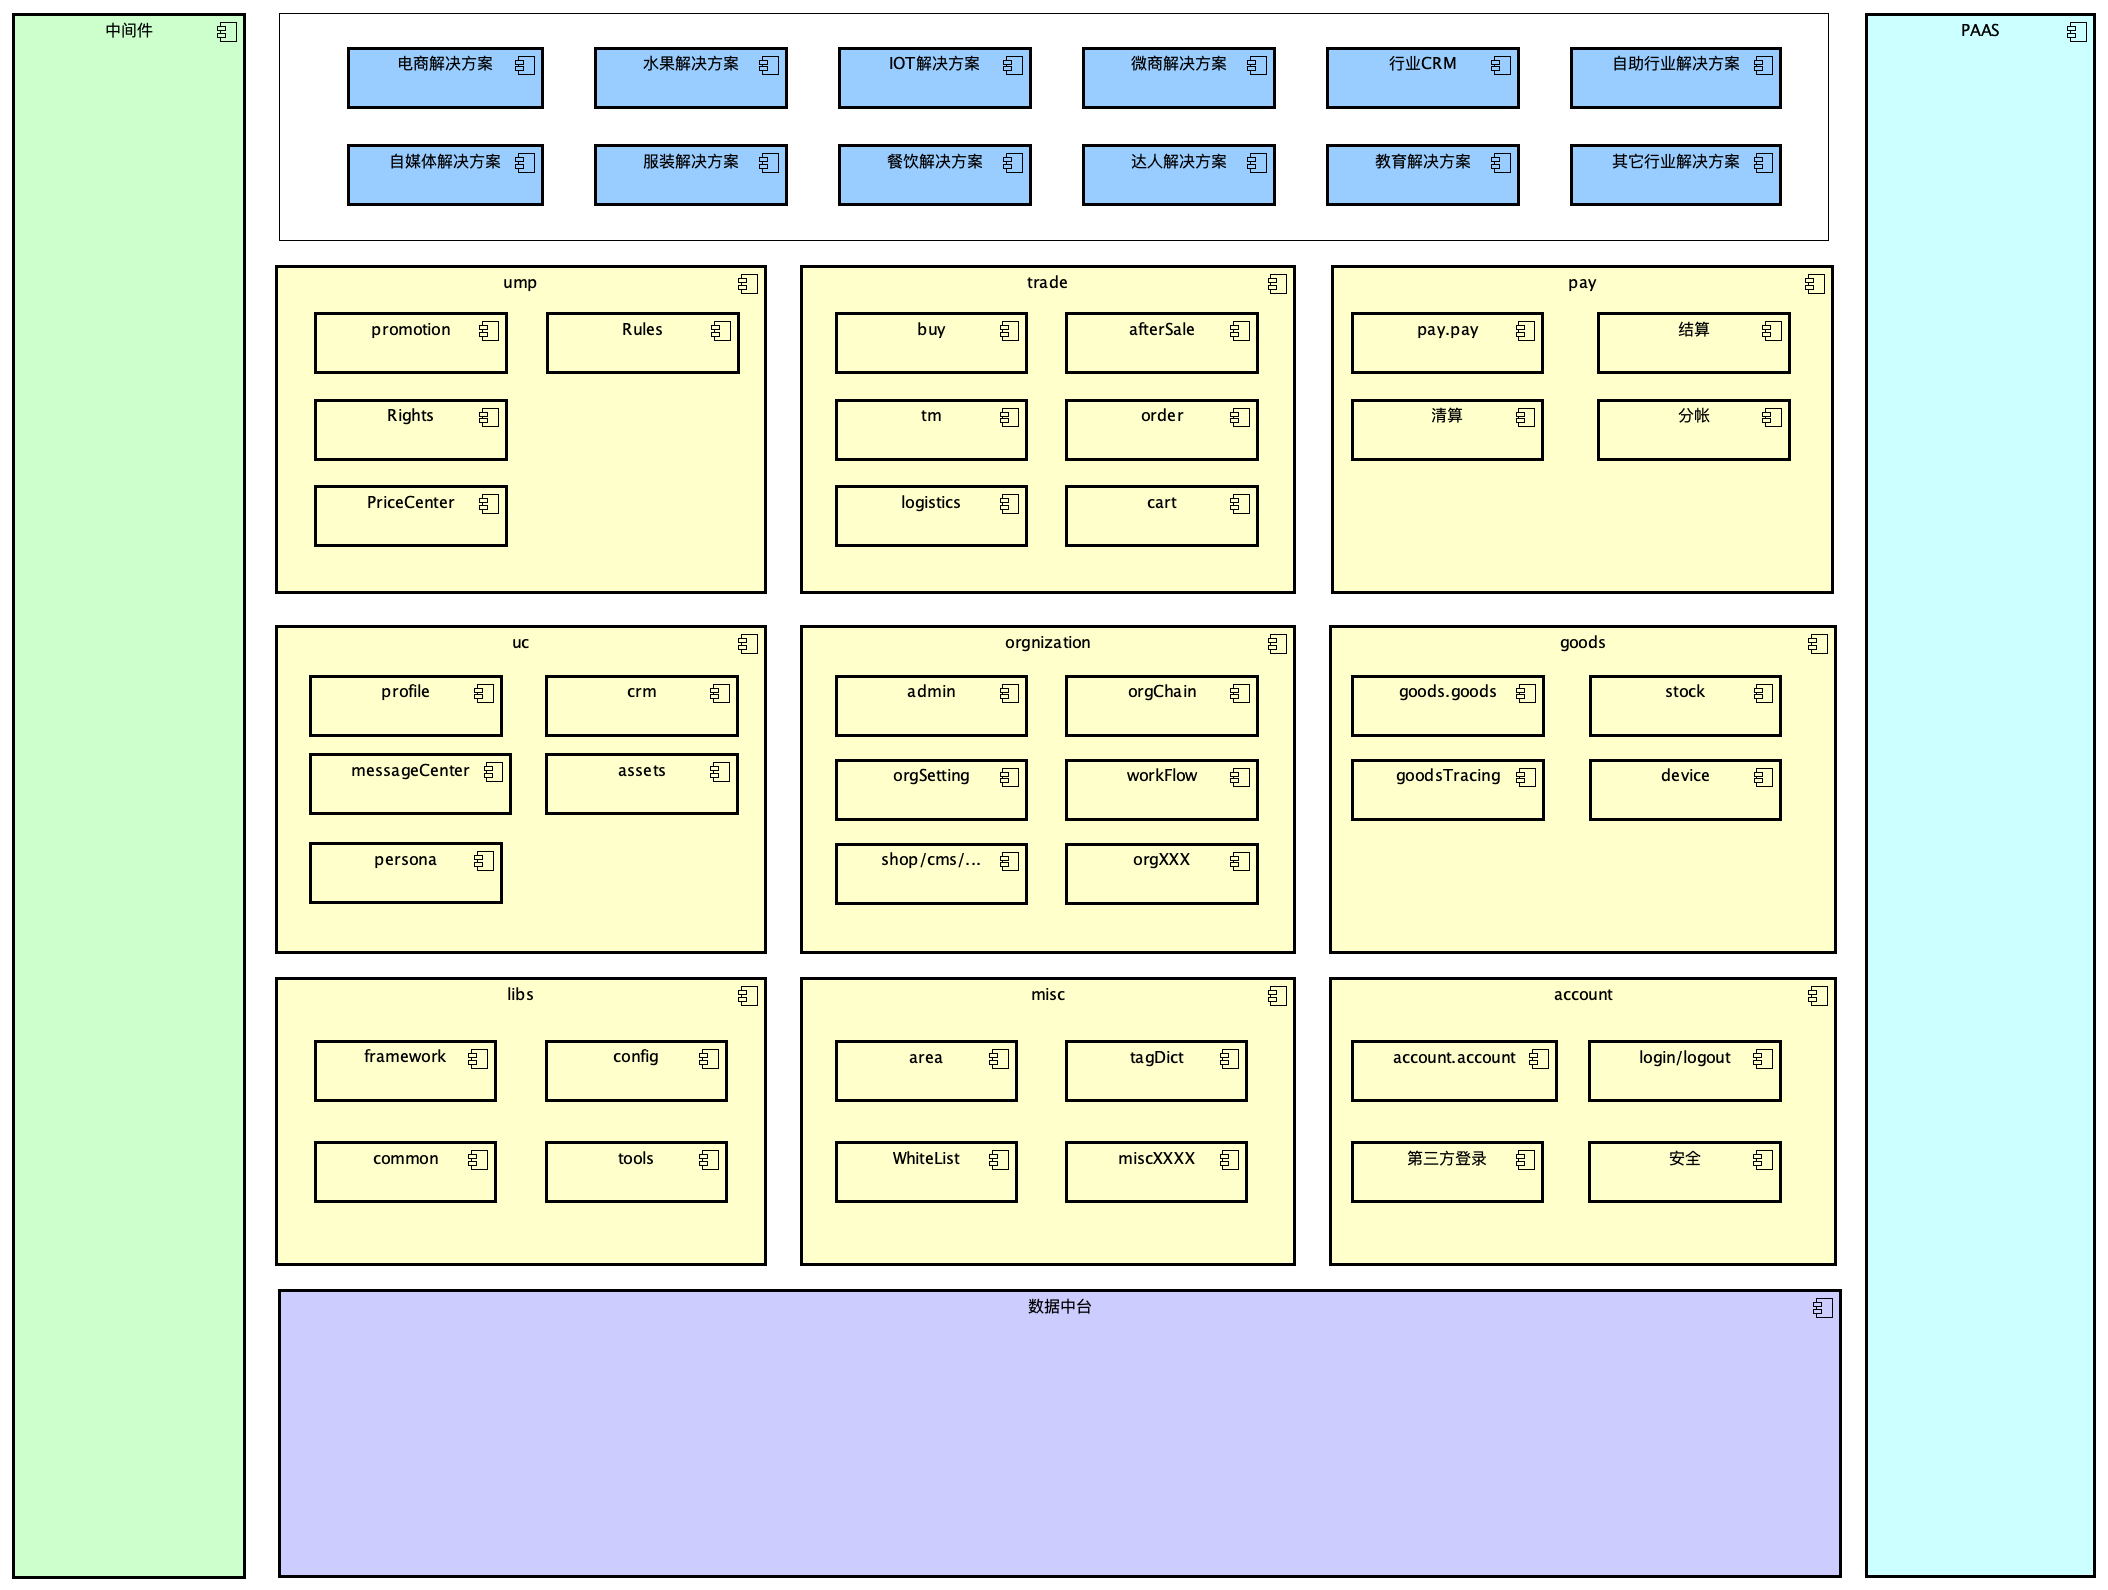 中间件
电商解决方案
水果解决方案
IOT解决方案
微商解决方案
行业CRM
自助行业解决方案
自媒体解决方案
服装解决方案
餐饮解决方案
达人解决方案
教育解决方案
其它行业解决方案
PAAS
ump
promotion
Rules
Rights
PriceCenter
trade
buy
afterSale
tm
order
logistics
cart
pay
pay.pay
结算
清算
分帐
uc
profile
crm
messageCenter
assets
persona
orgnization
admin
orgChain
orgSetting
workFlow
shop/cms/...
orgXXX
goods
goods.goods
stock
goodsTracing
device
libs
framework
config
common
tools
misc
area
tagDict
WhiteList
miscXXXX
account
account.account
login/logout
第三方登录
安全
数据中台